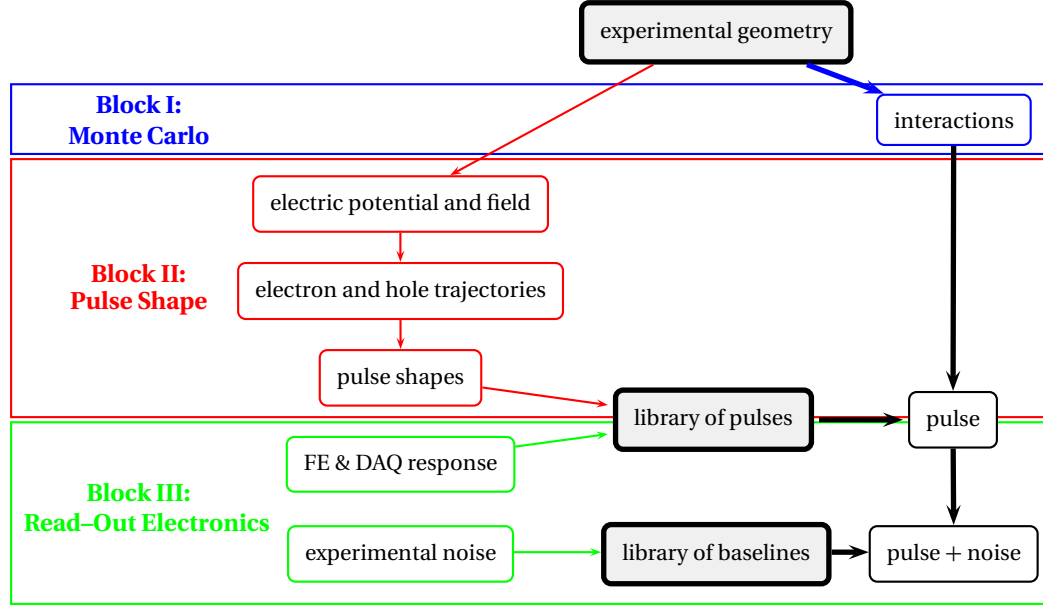 experimental geometry
Block I:
Monte Carlo
interactions
electric potential and field
Block II:
Pulse Shape
electron and hole trajectories
pulse shapes
library of pulses
pulse
FE & DAQ response
Block III:
Read–Out Electronics
experimental noise
library of baselines
pulse + noise